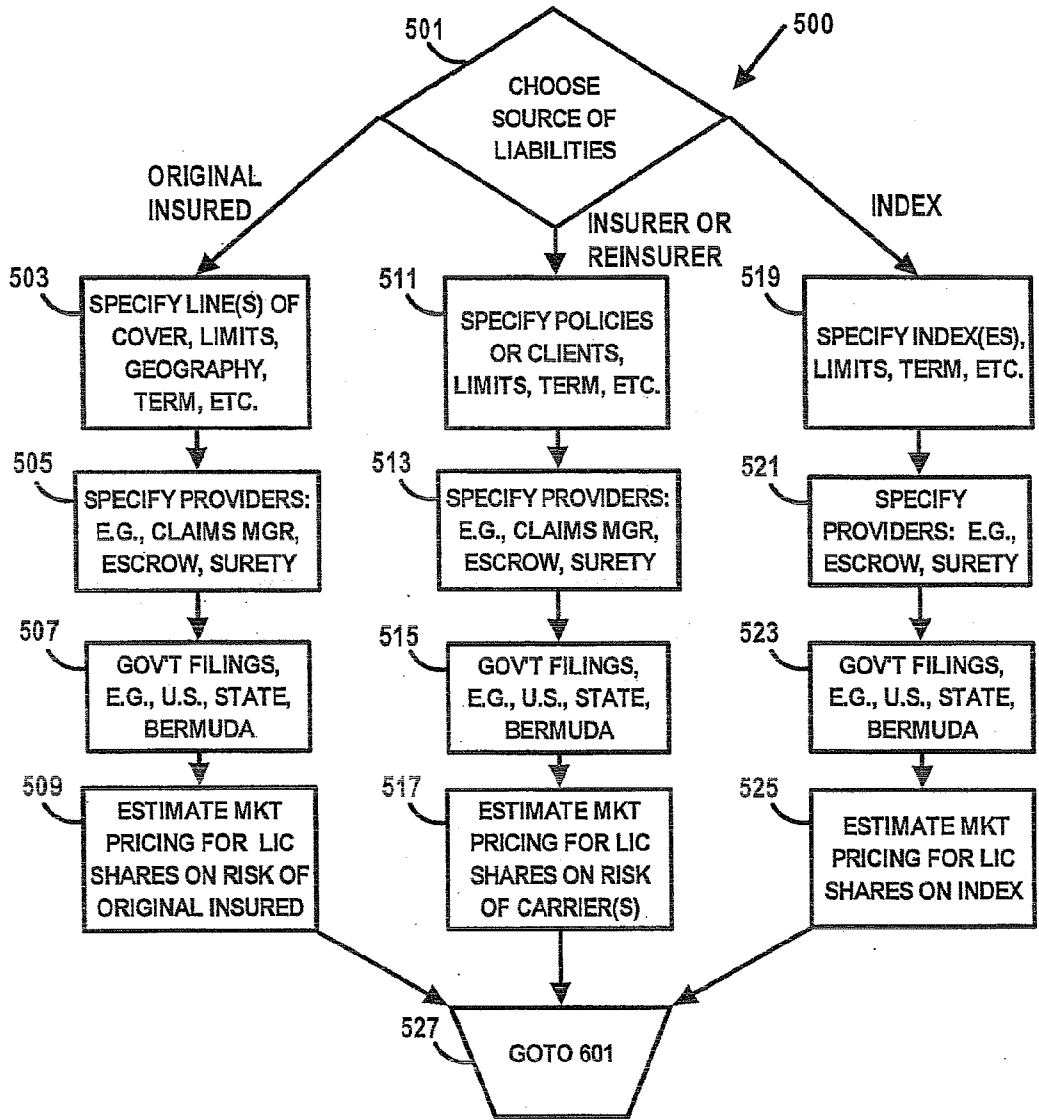 501
500
CHOOSE
SOURCE OF
LIABILITIES
ORIGINAL
INSURED
INSURER OR
REINSURER
INDEX
503
SPECIFY LINE(S) OF
COVER, LIMITS,
GEOGRAPHY,
TERM, ETC.
511
SPECIFY POLICIES
OR CLIENTS,
LIMITS, TERM, ETC.
519
SPECIFY INDEX(ES),
LIMITS, TERM, ETC.
505
SPECIFY PROVIDERS:
E.G., CLAIMS MGR,
ESCROW, SURETY
513
SPECIFY PROVIDERS:
E.G., CLAIMS MGR,
ESCROW, SURETY
521
SPECIFY
PROVIDERS: E.G.,
ESCROW, SURETY
507
GOV'T FILINGS,
E.G., U.S., STATE,
BERMUDA
515
GOV'T FILINGS,
E.G., U.S., STATE,
BERMUDA
523
GOV'T FILINGS,
E.G., U.S., STATE,
BERMUDA
509
ESTIMATE MKT
PRICING FOR LIC
SHARES ON RISK OF
ORIGINAL INSURED
517
ESTIMATE MKT
PRICING FOR LIC
SHARES ON RISK
OF CARRIER(S)
525
ESTIMATE MKT
PRICING FOR LIC
SHARES ON INDEX
527
GOTO 601